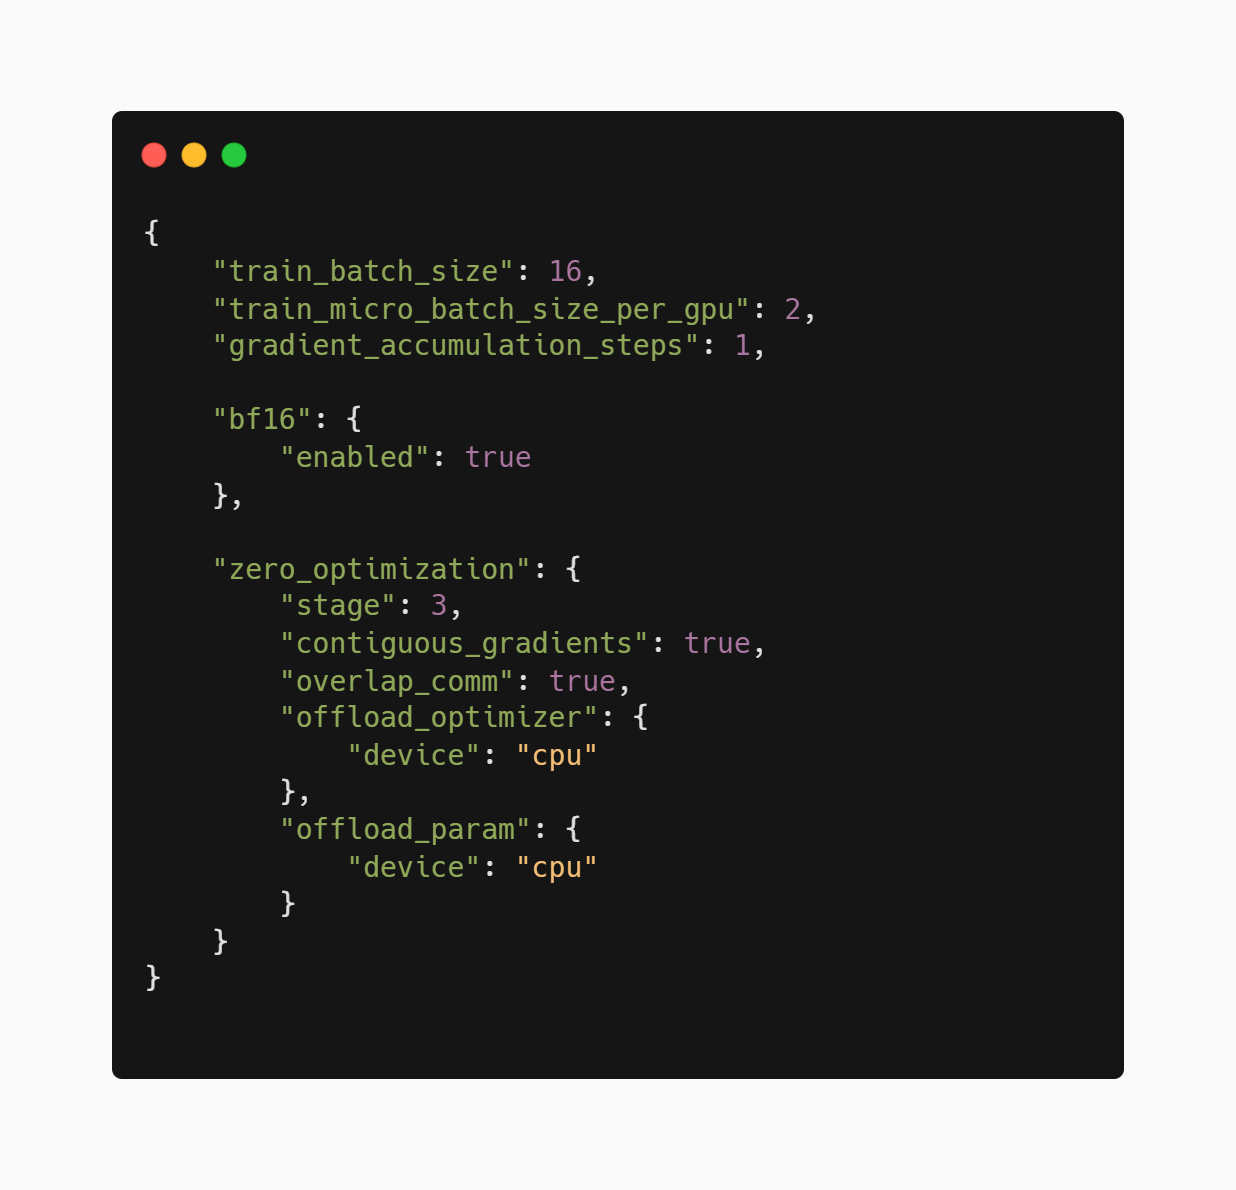 {
    "train_batch_size": 16,
    "train_micro_batch_size_per_gpu": 2,
    "gradient_accumulation_steps": 1,

    "bf16": {
        "enabled": true
    },

    "zero_optimization": {
        "stage": 3,
        "contiguous_gradients": true,
        "overlap_comm": true,
        "offload_optimizer": {
            "device": "cpu"
        },
        "offload_param": {
            "device": "cpu"
        }
    }
}